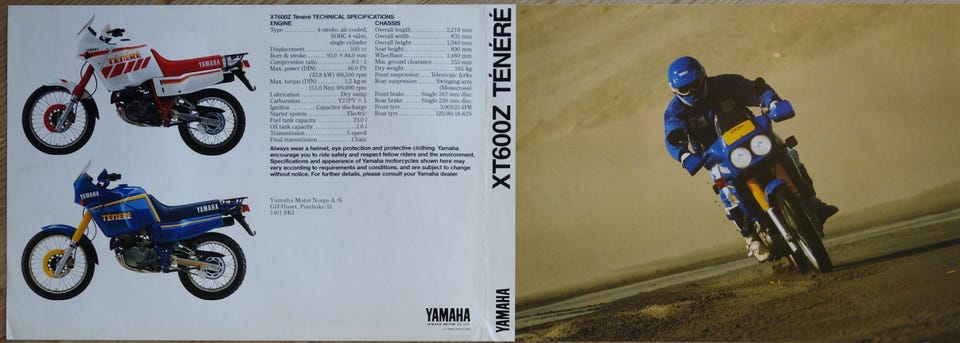 XT600Z Ténéré TECHNICAL SPECIFICATIONS
ENGINE
Type ........ 4-stroke, air-cooled,
SOHC 4 valve,
single cylinder
Displacement ........ 595 cc
Bore & stroke ........ 95.0 × 84.0 mm
Compression ratio ........ 8.5 : 1
Max. power (DIN) ........ 46.0 PS
(33.8 kW) @6,500 rpm
Max. torque (DIN) ........ 5.2 kg-m
(51.0 Nm) @6,000 rpm
Lubrication ........ Dry sump
Carburation ........ Y27PV × 1
Ignition ........ Capacitor discharge
Starter system ........ Electric
Fuel tank capacity ........ 23.0 l
Oil tank capacity ........ 1.6 l
Transmission ........ 5-speed
Final transmission ........ Chain
CHASSIS
Overall length ........ 2,210 mm
Overall width ........ 835 mm
Overall height ........ 1,340 mm
Seat height ........ 890 mm
Wheelbase ........ 1,460 mm
Min. ground clearance ........ 255 mm
Dry weight ........ 165 kg
Front suspension ........ Telescopic forks
Rear suspension ........ Swinging arm
(Monocross)
Front brake ........ Single 267 mm disc
Rear brake ........ Single 220 mm disc
Front tyre ........ 3.00S21-4PR
Rear tyre ........ 120/80-18-62S
Always wear a helmet, eye protection and protective clothing. Yamaha
encourage you to ride safely and respect fellow riders and the environment.
Specifications and appearance of Yamaha motorcycles shown here may
vary according to requirements and conditions, and are subject to change
without notice. For further details, please consult your Yamaha dealer.
Yamaha Motor Norge A/S
GH-Huset, Postboks 32
1401 SKI
YAMAHA
YAMAHA MOTOR CO., LTD.
XT600Z TÉNÉRÉ
YAMAHA
YAMAHA
TÉNÉRÉ
YAMAHA
YAMAHA
TÉNÉRÉ
YAMAHA
YAMAHA